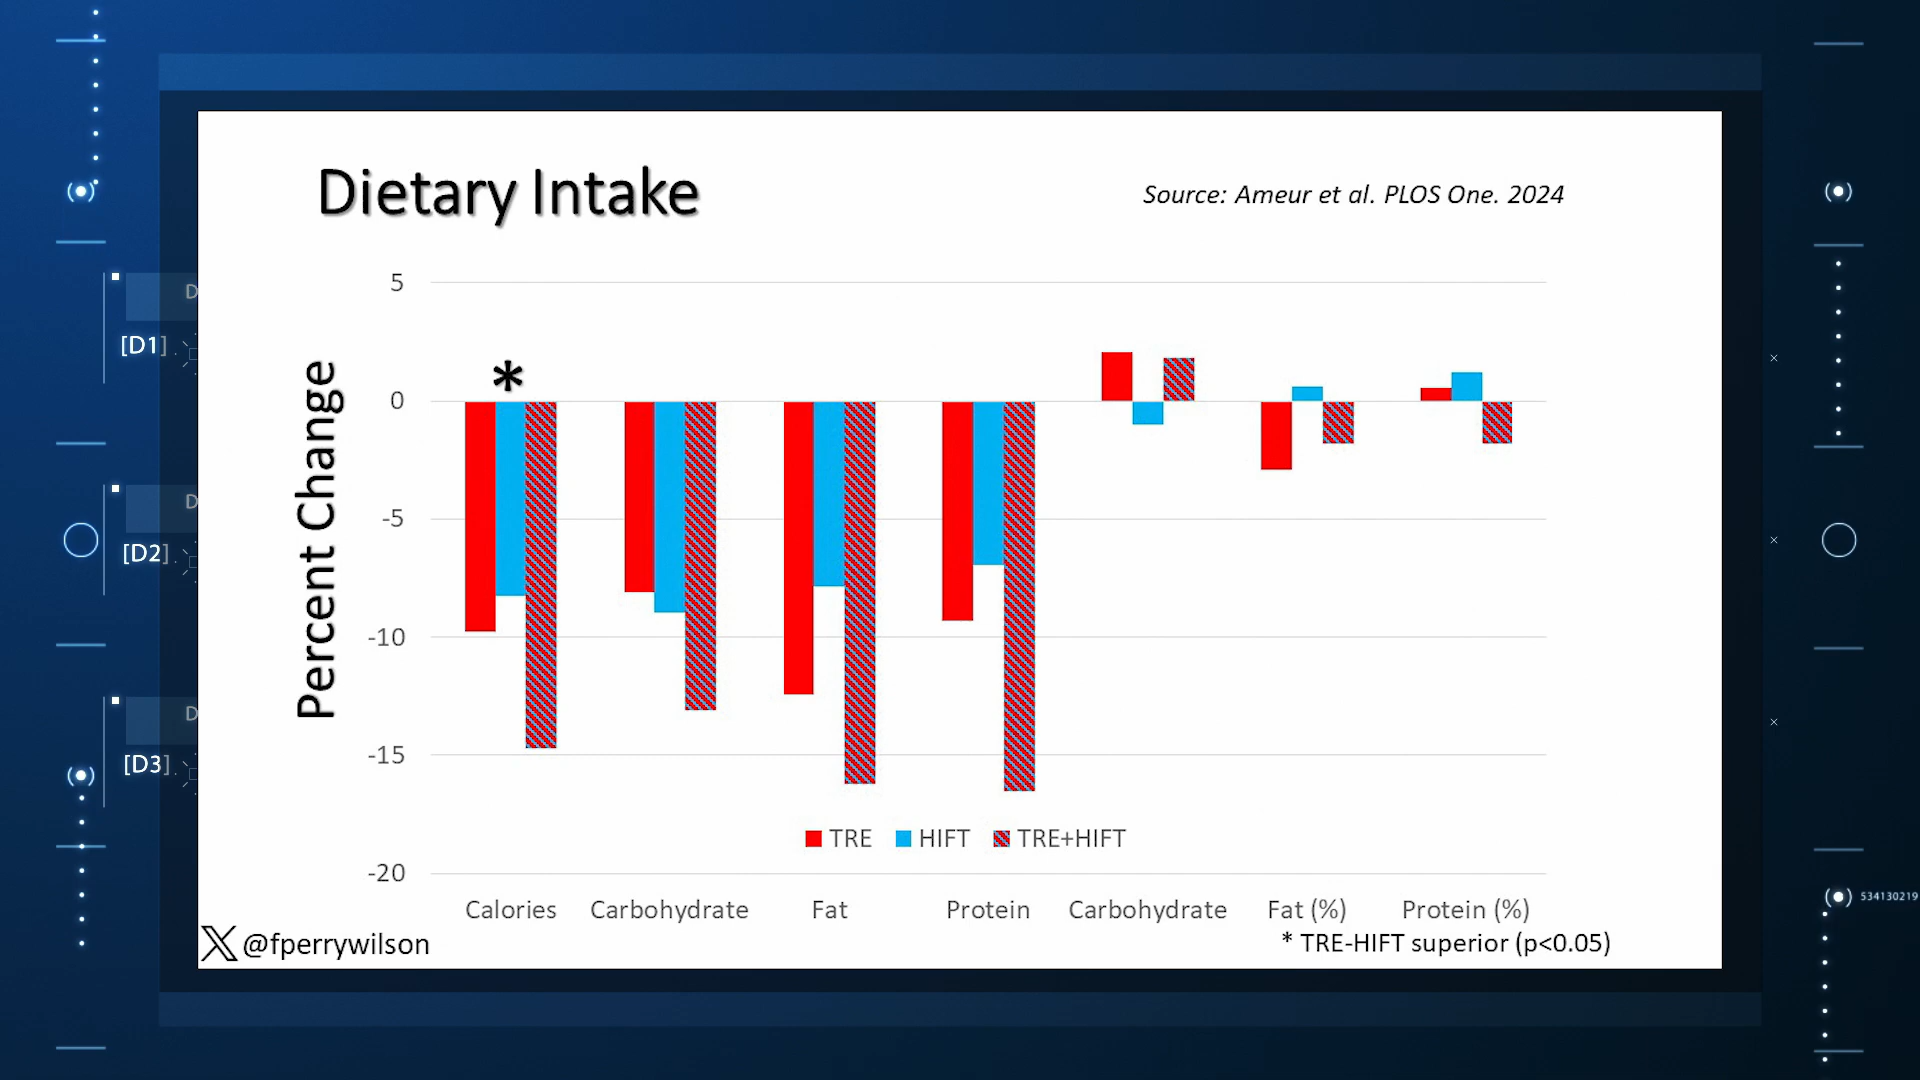 Dietary Intake
Source: Ameur et al. PLOS One. 2024
Percent Change
5
0
-5
-10
-15
-20
*
TRE HIFT TRE+HIFT
Calories Carbohydrate Fat Protein Carbohydrate Fat (%) Protein (%)
* TRE-HIFT superior (p<0.05)
@fperrywilson
D
[D1]
D
[D2]
D
[D3]
534130219